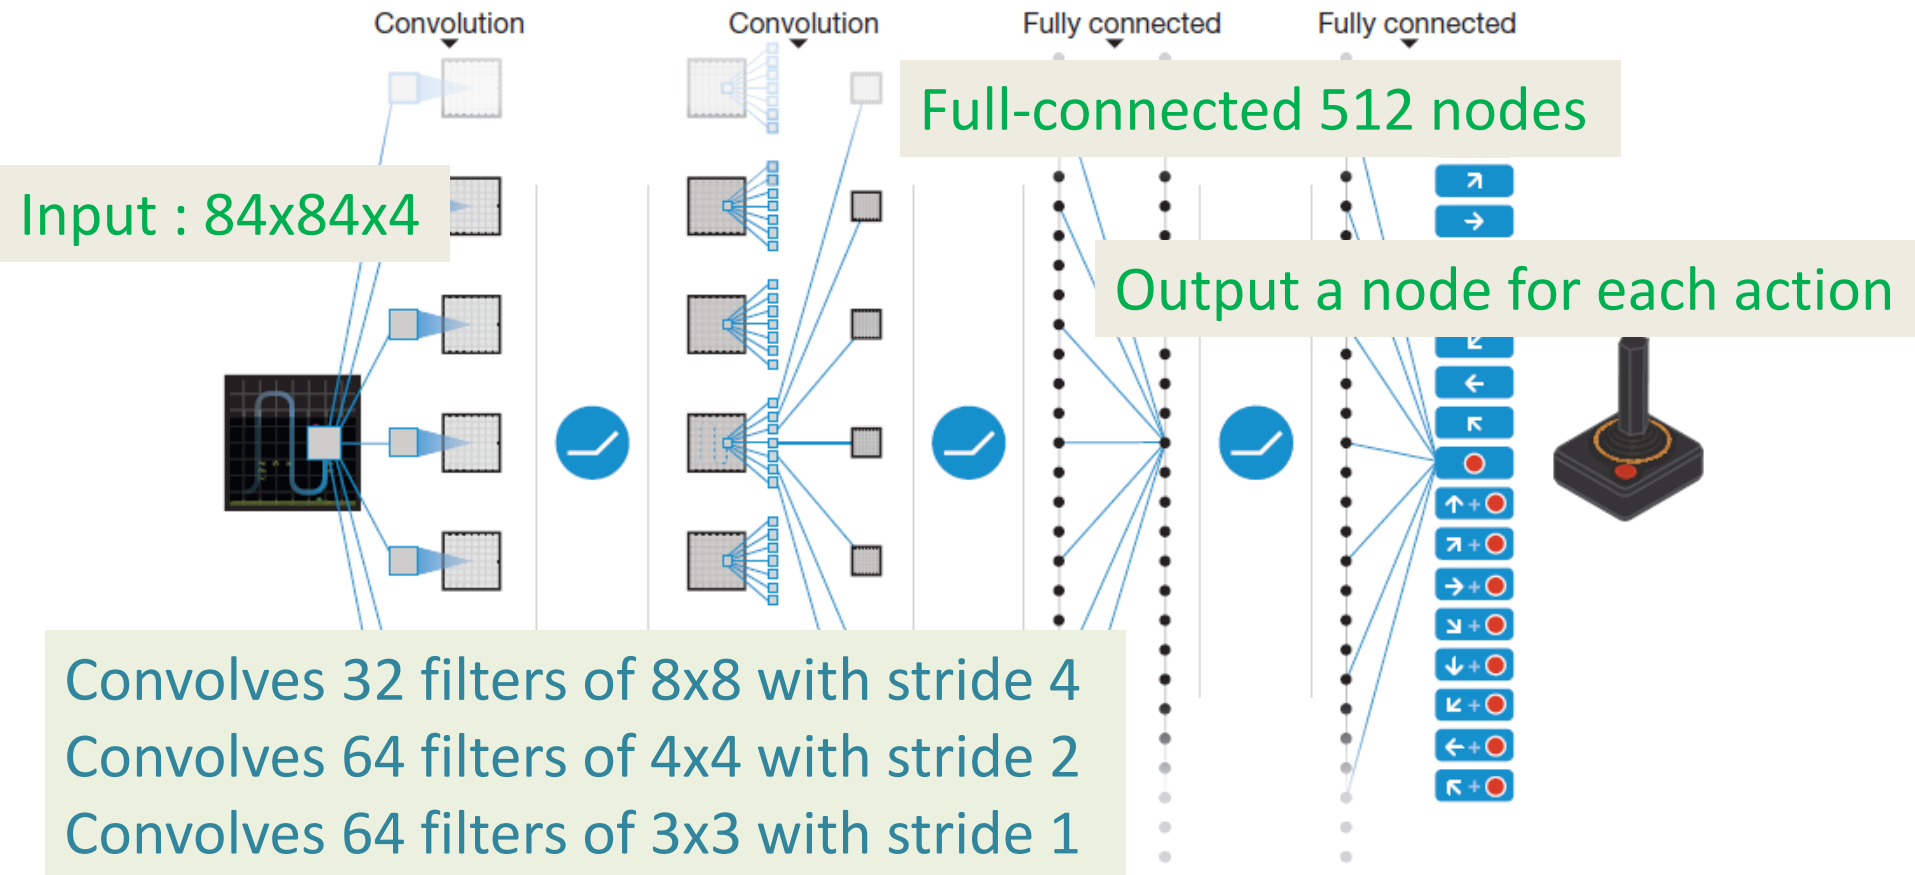 Convolution
Convolution
Fully connected
Fully connected
Full-connected 512 nodes
Input : 84x84x4
Output a node for each action
Convolves 32 filters of 8x8 with stride 4
Convolves 64 filters of 4x4 with stride 2
Convolves 64 filters of 3x3 with stride 1